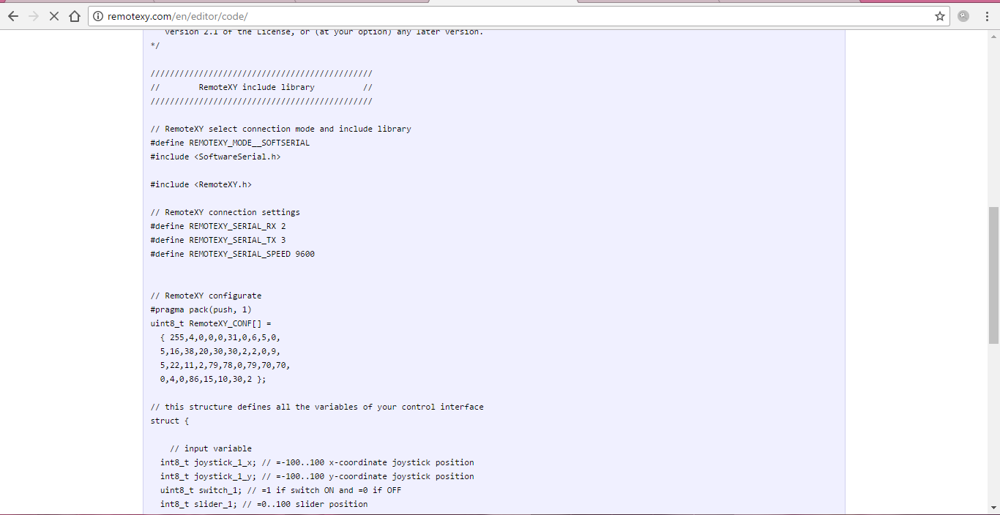 remotexy.com/en/editor/code/
version 2.1 of the License, or (at your option) any later version.
*/
//////////////////////////////////////////////
//        RemoteXY include library          //
//////////////////////////////////////////////
// RemoteXY select connection mode and include library
#define REMOTEXY_MODE__SOFTSERIAL
#include <SoftwareSerial.h>
#include <RemoteXY.h>
// RemoteXY connection settings
#define REMOTEXY_SERIAL_RX 2
#define REMOTEXY_SERIAL_TX 3
#define REMOTEXY_SERIAL_SPEED 9600
// RemoteXY configurate
#pragma pack(push, 1)
uint8_t RemoteXY_CONF[] =
{ 255,4,0,0,0,31,0,6,5,0,
5,16,38,20,30,30,2,2,0,9,
5,22,11,2,79,78,0,79,70,70,
0,4,0,86,15,10,30,2 };
// this structure defines all the variables of your control interface
struct {
// input variable
int8_t joystick_1_x; // =-100..100 x-coordinate joystick position
int8_t joystick_1_y; // =-100..100 y-coordinate joystick position
uint8_t switch_1; // =1 if switch ON and =0 if OFF
int8_t slider_1; // =0..100 slider position